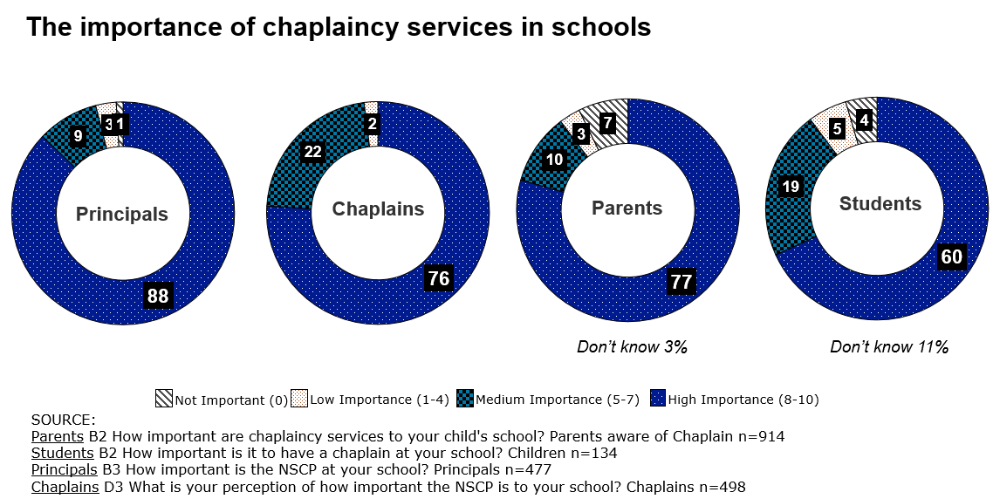 The importance of chaplaincy services in schools
9
3
1
Principals
88
2
22
Chaplains
76
7
3
10
Parents
77
4
5
19
Students
60
Don't know 3%
Don't know 11%
Not Important (0) Low Importance (1-4) Medium Importance (5-7) High Importance (8-10)
SOURCE:
Parents B2 How important are chaplaincy services to your child's school? Parents aware of Chaplain n=914
Students B2 How important is it to have a chaplain at your school? Children n=134
Principals B3 How important is the NSCP at your school? Principals n=477
Chaplains D3 What is your perception of how important the NSCP is to your school? Chaplains n=498